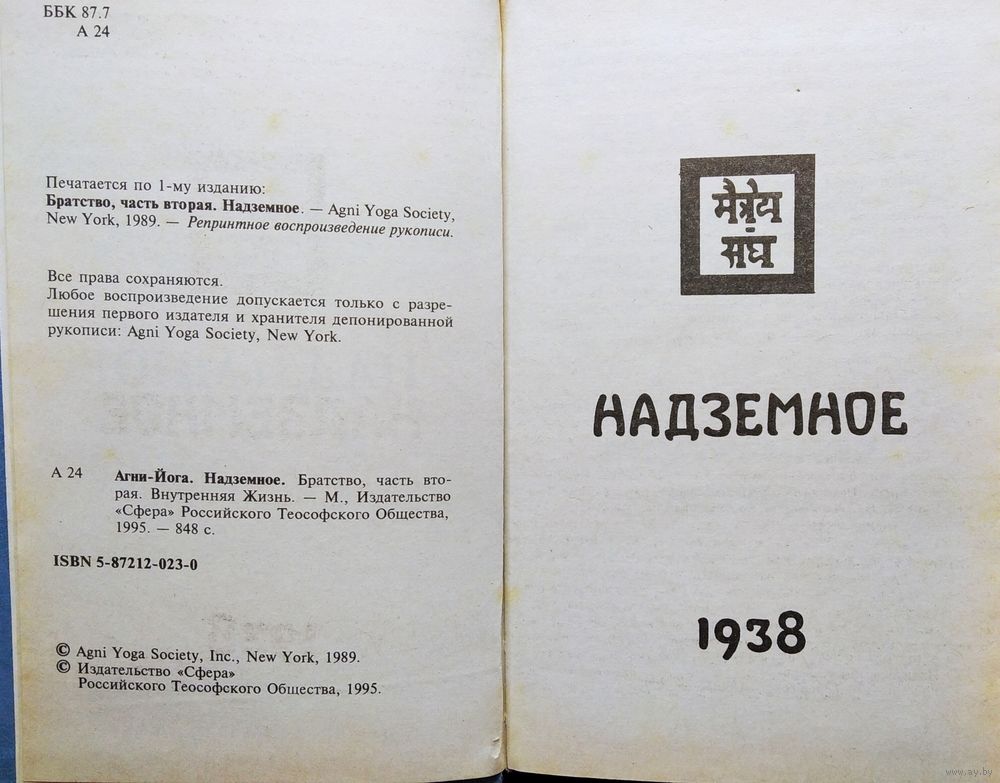 ББК 87.7
А 24
Печатается по 1-му изданию:
Братство, часть вторая. Надземное. — Agni Yoga Society,
New York, 1989. — Репринтное воспроизведение рукописи.
Все права сохраняются.
Любое воспроизведение допускается только с разре-
шения первого издателя и хранителя депонированной
рукописи: Agni Yoga Society, New York.
А 24 Агни-Йога. Надземное. Братство, часть вто-
рая. Внутренняя Жизнь. — М., Издательство
«Сфера» Российского Теософского Общества,
1995. — 848 с.
ISBN 5-87212-023-0
© Agni Yoga Society, Inc., New York, 1989.
© Издательство «Сфера»
Российского Теософского Общества, 1995.
मैत्रेय
संघ
НАДЗЕМНОЕ
1938
www.ay.by